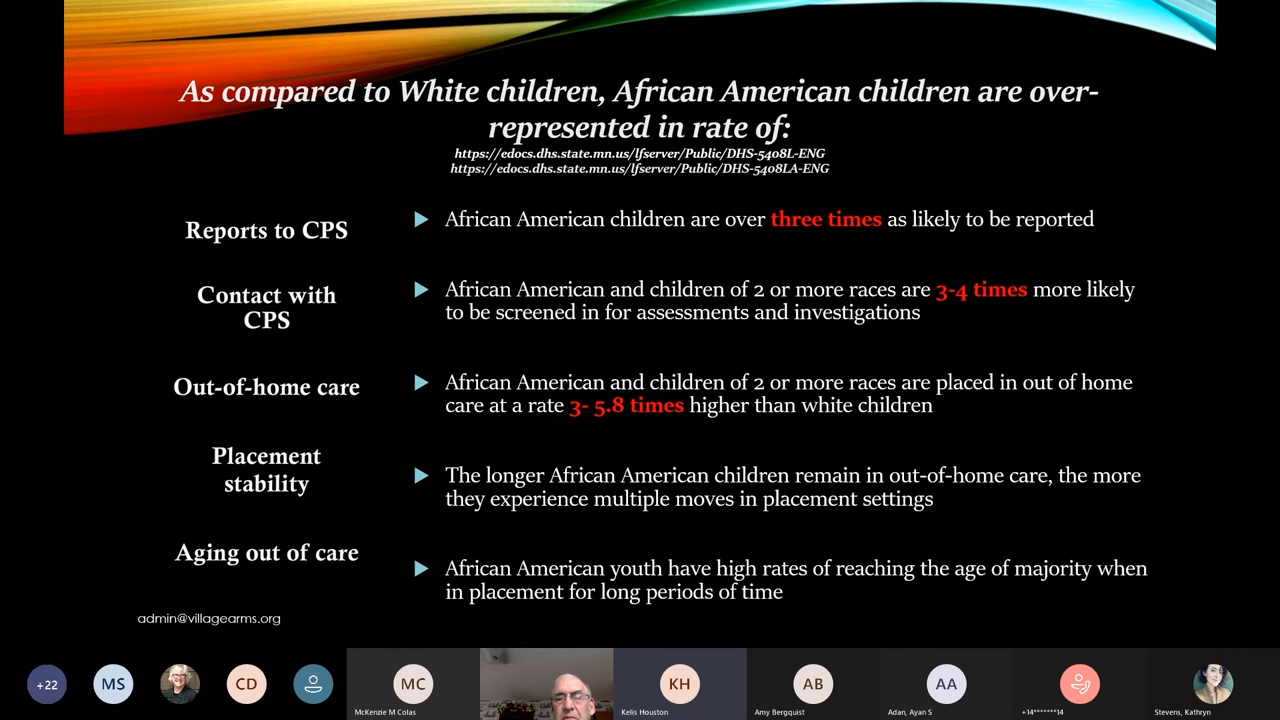 As compared to White children, African American children are over-
represented in rate of:
https://edocs.dhs.state.mn.us/lfserver/Public/DHS-5408L-ENG
https://edocs.dhs.state.mn.us/lfserver/Public/DHS-5408LA-ENG
Reports to CPS
African American children are over three times as likely to be reported
Contact with
CPS
African American and children of 2 or more races are 3-4 times more likely
to be screened in for assessments and investigations
Out-of-home care
African American and children of 2 or more races are placed in out of home
care at a rate 3- 5.8 times higher than white children
Placement
stability
The longer African American children remain in out-of-home care, the more
they experience multiple moves in placement settings
Aging out of care
African American youth have high rates of reaching the age of majority when
in placement for long periods of time
admin@villagearms.org
+22
MS
CD
MC
McKenzie M Colas
KH
Kelis Houston
AB
Amy Bergquist
AA
Adan, Ayan S
+1*******14
Stevens, Kathryn